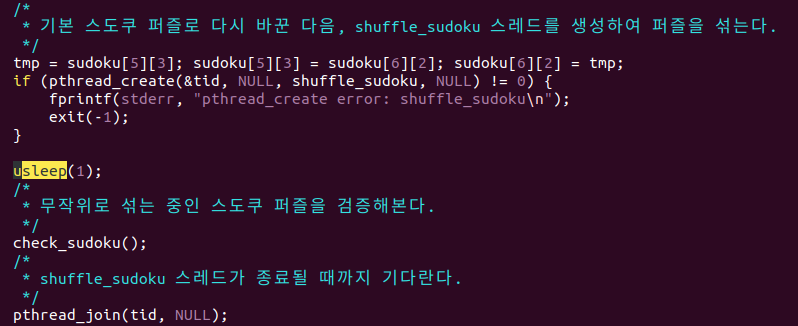 /*
 * 기본 스도쿠 퍼즐로 다시 바꾼 다음, shuffle_sudoku 스레드를 생성하여 퍼즐을 섞는다.
 */
tmp = sudoku[5][3]; sudoku[5][3] = sudoku[6][2]; sudoku[6][2] = tmp;
if (pthread_create(&tid, NULL, shuffle_sudoku, NULL) != 0) {
    fprintf(stderr, "pthread_create error: shuffle_sudoku\n");
    exit(-1);
}

usleep(1);
/*
 * 무작위로 섞는 중인 스도쿠 퍼즐을 검증해본다.
 */
check_sudoku();
/*
 * shuffle_sudoku 스레드가 종료될 때까지 기다란다.
 */
pthread_join(tid, NULL);